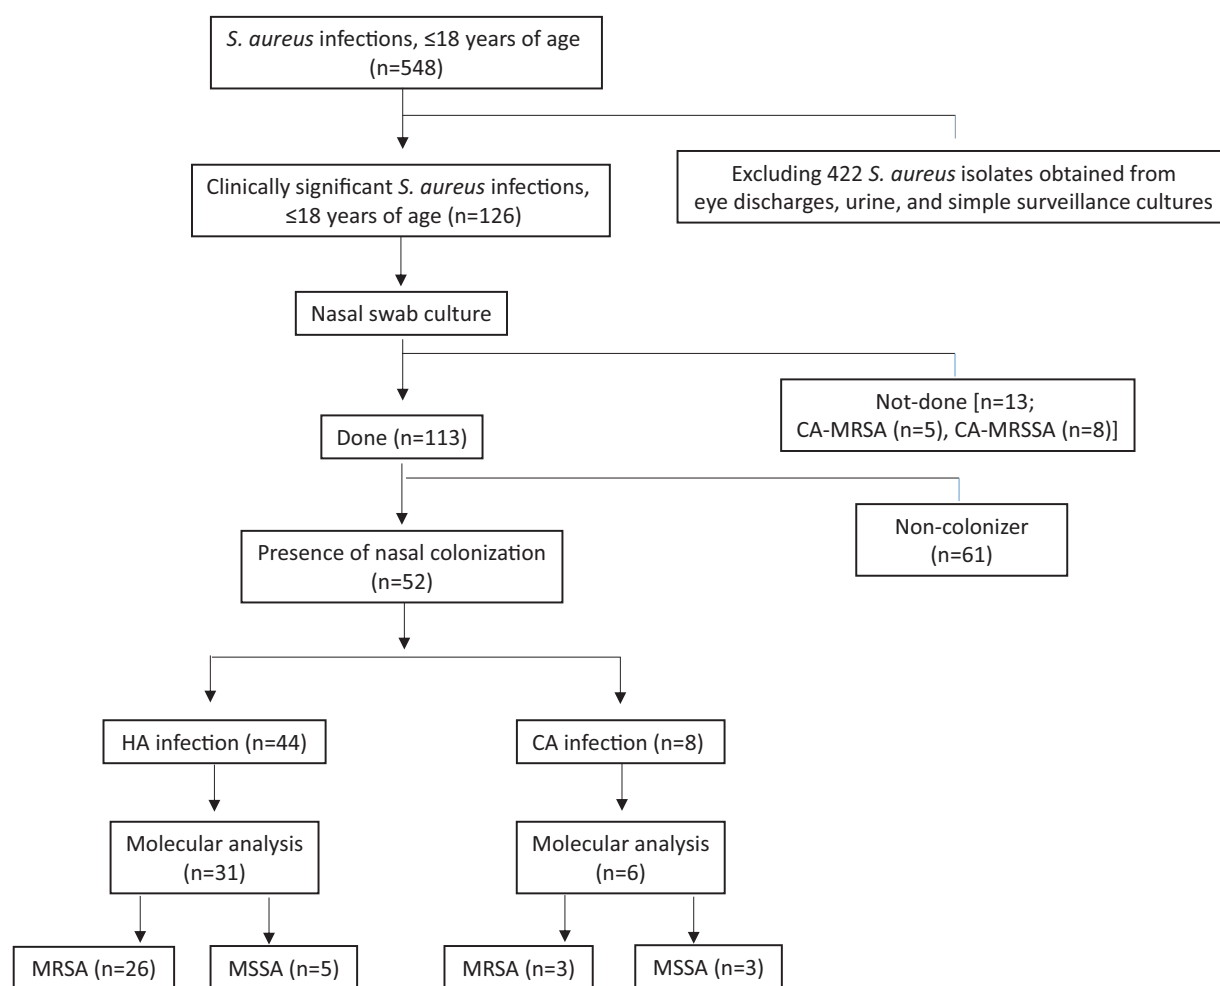 S. aureus infections, ≤18 years of age
(n=548)
Excluding 422 S. aureus isolates obtained from
eye discharges, urine, and simple surveillance cultures
Clinically significant S. aureus infections,
≤18 years of age (n=126)
Nasal swab culture
Not-done [n=13;
CA-MRSA (n=5), CA-MRSSA (n=8)]
Done (n=113)
Non-colonizer
(n=61)
Presence of nasal colonization
(n=52)
HA infection (n=44)
CA infection (n=8)
Molecular analysis
(n=31)
Molecular analysis
(n=6)
MRSA (n=26)
MSSA (n=5)
MRSA (n=3)
MSSA (n=3)